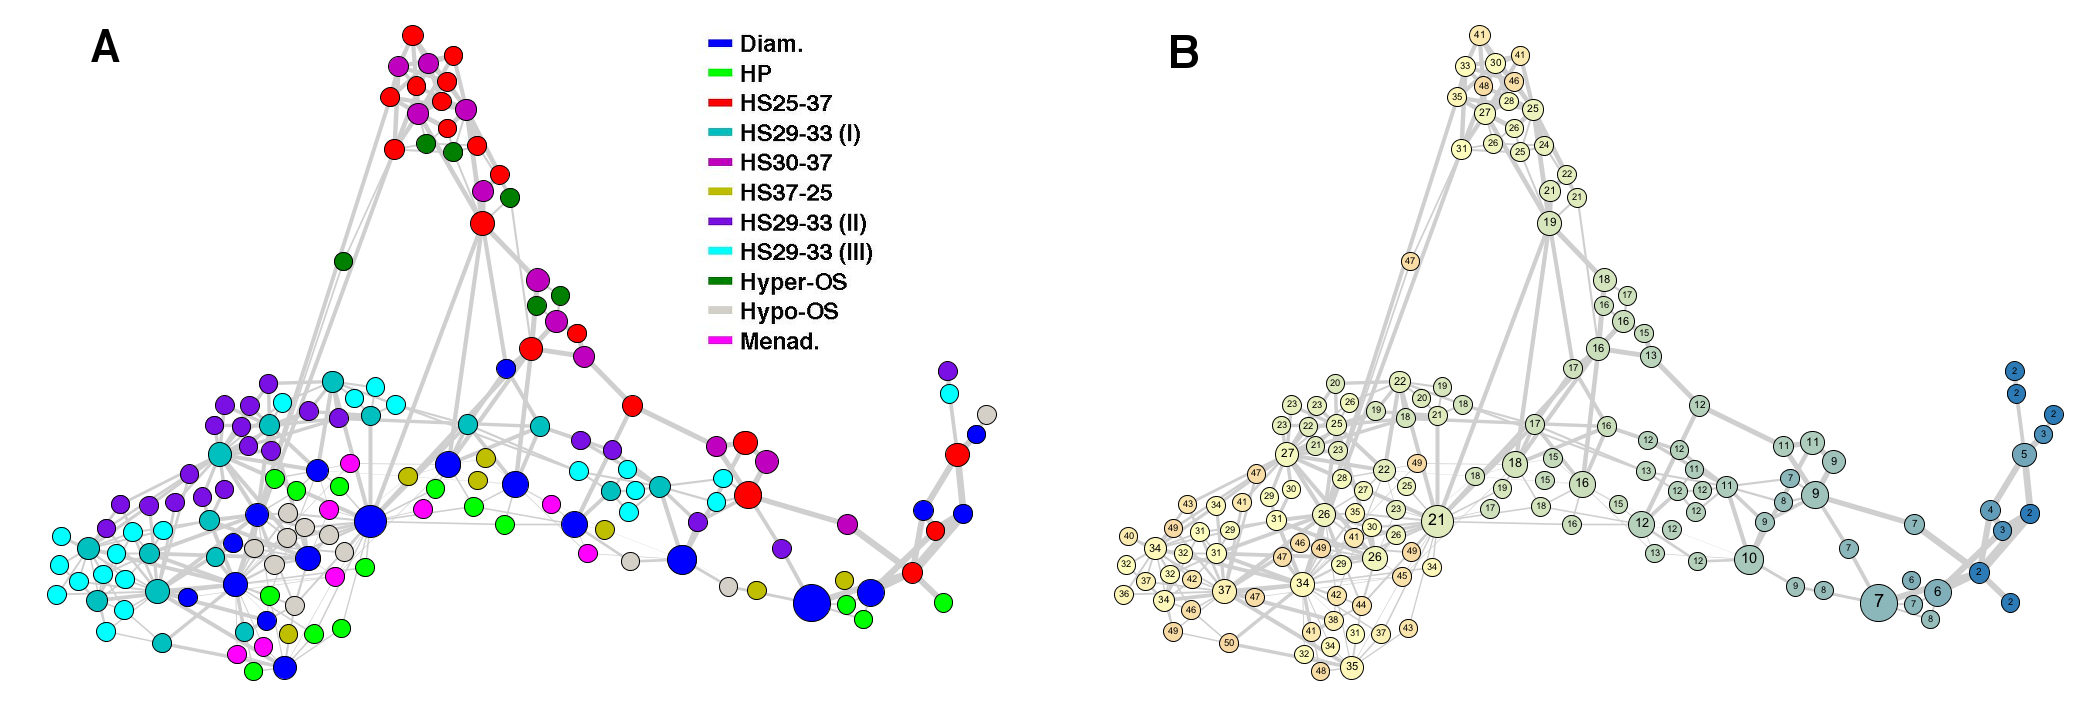 A
Diam.
HP
HS25-37
HS29-33 (I)
HS30-37
HS37-25
HS29-33 (II)
HS29-33 (III)
Hyper-OS
Hypo-OS
Menad.
B
41
41
33 30
48 46
35 28
27 25
26
31 26 25 24
22
21 21
19
47
18
17
16
16
15
16
13
17
12
20 22 19
23 23 26 20 18
19 18 21
23 22 25
21 23
27
17 16
12
12
11 11
9
47 28 22 49
18 18 15
13 11
7
43 34 41 29 30 27 25
19 15 16
12 12 11
8 9
49 31 26 35 23
17 18 15
12
9
40 31 29 30 26 21
16 12 12
34 32 31 47 46 49 41 26 49
13 12 10
7
7
32 37 32 42 29 45 34
36 34 46 37 47 34 42 44
9 8 7
6 7 8 6
49 50 41 38 31 37 43
32 34 48 35
2
2
2
3
5
4
3
2
2
2